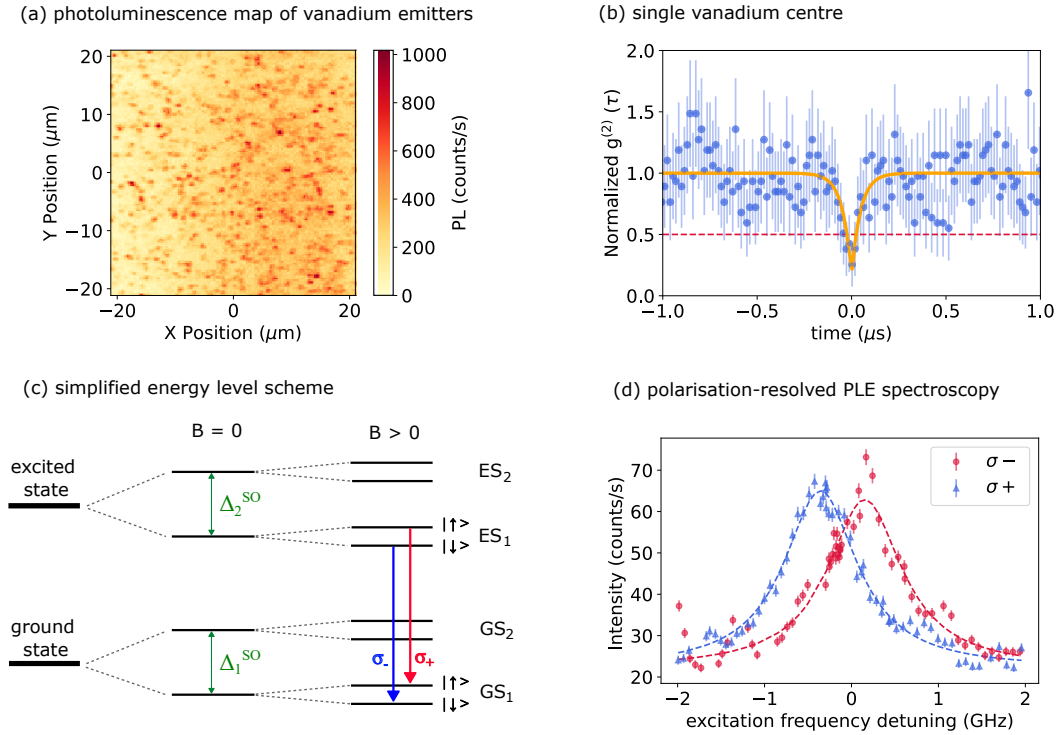 (a) photoluminescence map of vanadium emitters
20
10
0
−10
−20
Y Position (μm)
−20
0
20
X Position (μm)
1000
800
600
400
200
0
PL (counts/s)
(b) single vanadium centre
2.0
1.5
1.0
0.5
0.0
Normalized g⁽²⁾ (τ)
−1.0
−0.5
0.0
0.5
1.0
time (μs)
(c) simplified energy level scheme
B = 0
B > 0
excited
state
Δ₂ˢᴼ
ES₂
|↑>
|↓>
ES₁
ground
state
Δ₁ˢᴼ
GS₂
σ₋
σ₊
|↑>
|↓>
GS₁
(d) polarisation-resolved PLE spectroscopy
70
60
50
40
30
20
Intensity (counts/s)
σ−
σ+
−2
−1
0
1
2
excitation frequency detuning (GHz)